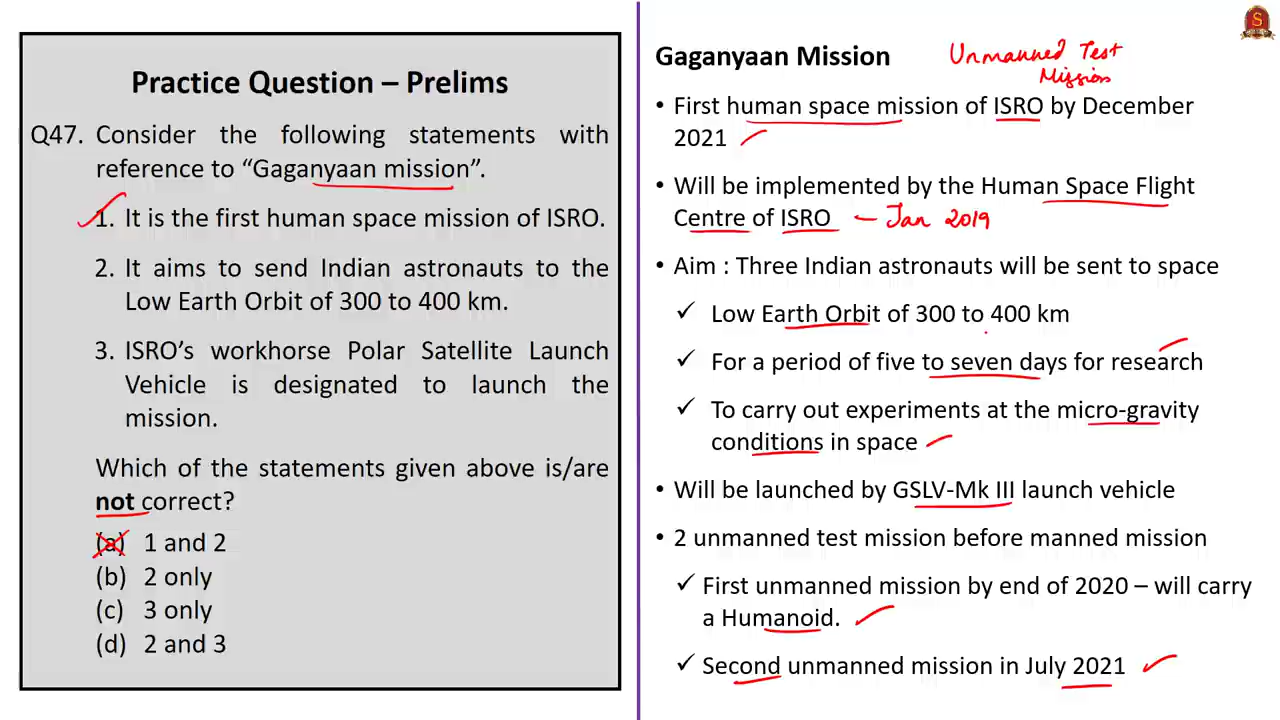 Practice Question – Prelims
Q47. Consider the following statements with
reference to “Gaganyaan mission”.
1. It is the first human space mission of ISRO.
2. It aims to send Indian astronauts to the
Low Earth Orbit of 300 to 400 km.
3. ISRO’s workhorse Polar Satellite Launch
Vehicle is designated to launch the
mission.
Which of the statements given above is/are
not correct?
(a) 1 and 2
(b) 2 only
(c) 3 only
(d) 2 and 3
Gaganyaan Mission
Unmanned Test
Mission
• First human space mission of ISRO by December
2021
• Will be implemented by the Human Space Flight
Centre of ISRO – Jan 2019
• Aim : Three Indian astronauts will be sent to space
✓ Low Earth Orbit of 300 to 400 km
✓ For a period of five to seven days for research
✓ To carry out experiments at the micro-gravity
conditions in space
• Will be launched by GSLV-Mk III launch vehicle
• 2 unmanned test mission before manned mission
✓ First unmanned mission by end of 2020 – will carry
a Humanoid.
✓ Second unmanned mission in July 2021
S